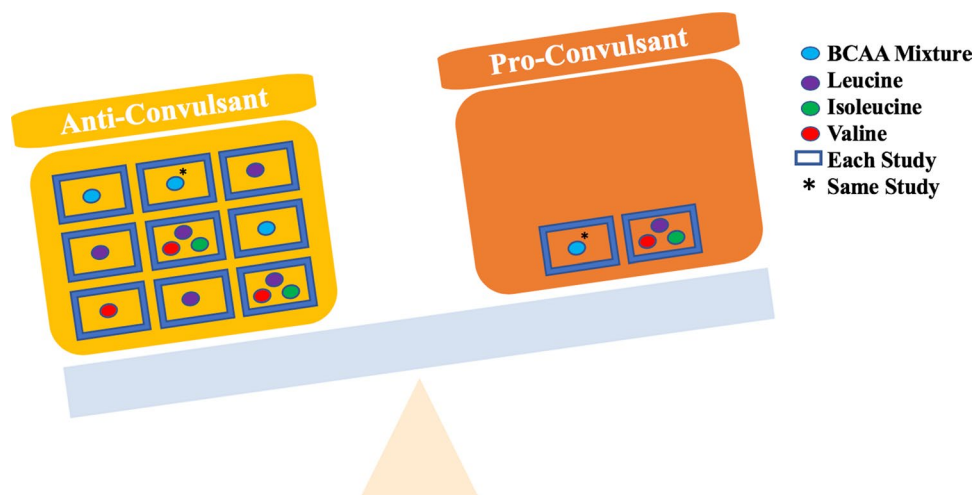 Anti-Convulsant
Pro-Convulsant
BCAA Mixture
Leucine
Isoleucine
Valine
Each Study
* Same Study
*
*